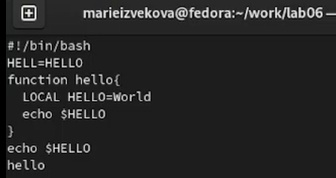 marieizvekova@fedora:~/work/lab06 —
#!/bin/bash
HELL=HELLO
function hello{
  LOCAL HELLO=World
  echo $HELLO
}
echo $HELLO
hello